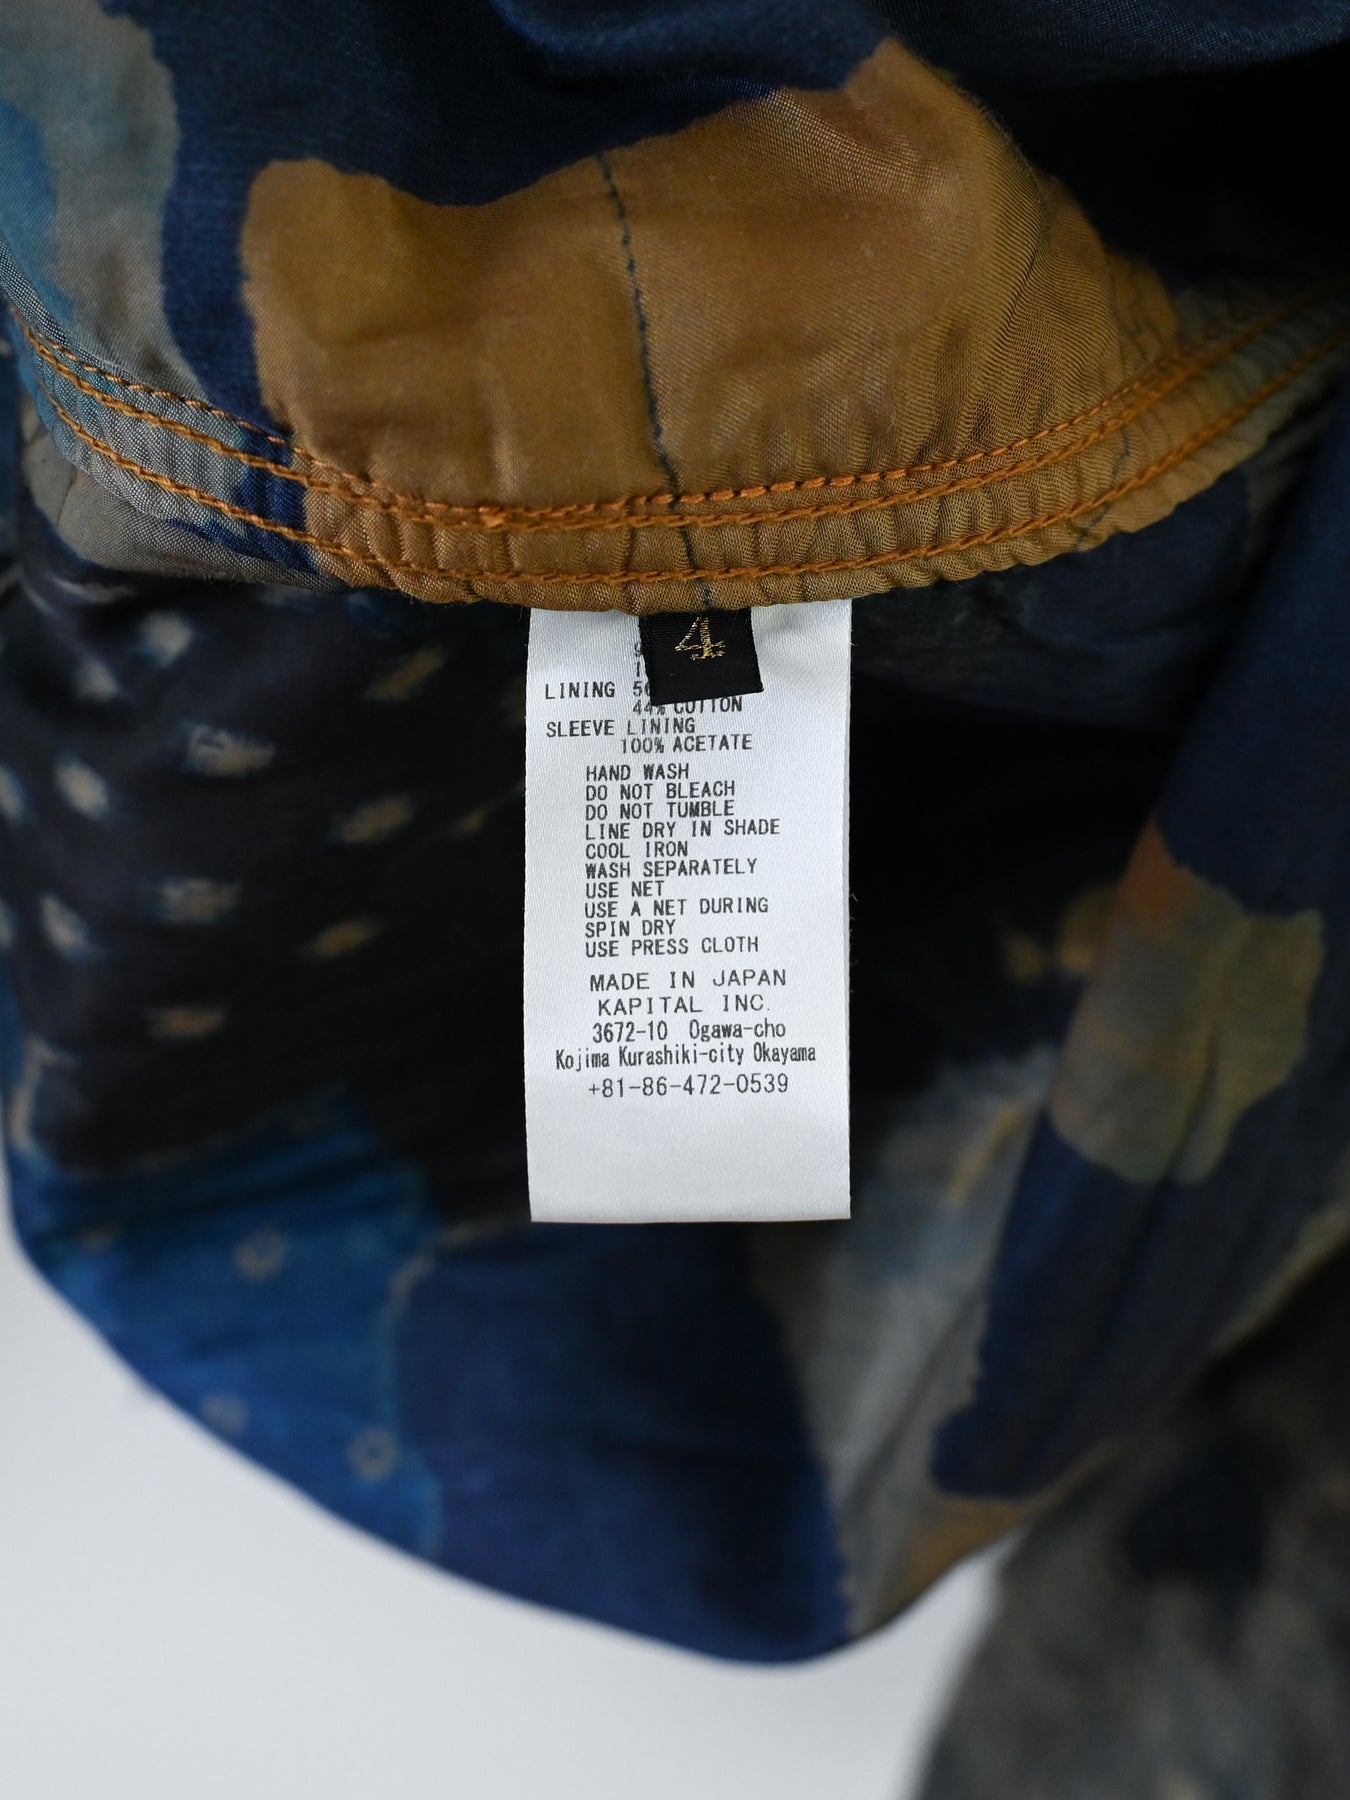 4
LINING
44% COTTON
SLEEVE LINING
100% ACETATE
HAND WASH
DO NOT BLEACH
DO NOT TUMBLE
LINE DRY IN SHADE
COOL IRON
WASH SEPARATELY
USE NET
USE A NET DURING
SPIN DRY
USE PRESS CLOTH
MADE IN JAPAN
KAPITAL INC.
3672-10 Ogawa-cho
Kojima Kurashiki-city Okayama
+81-86-472-0539